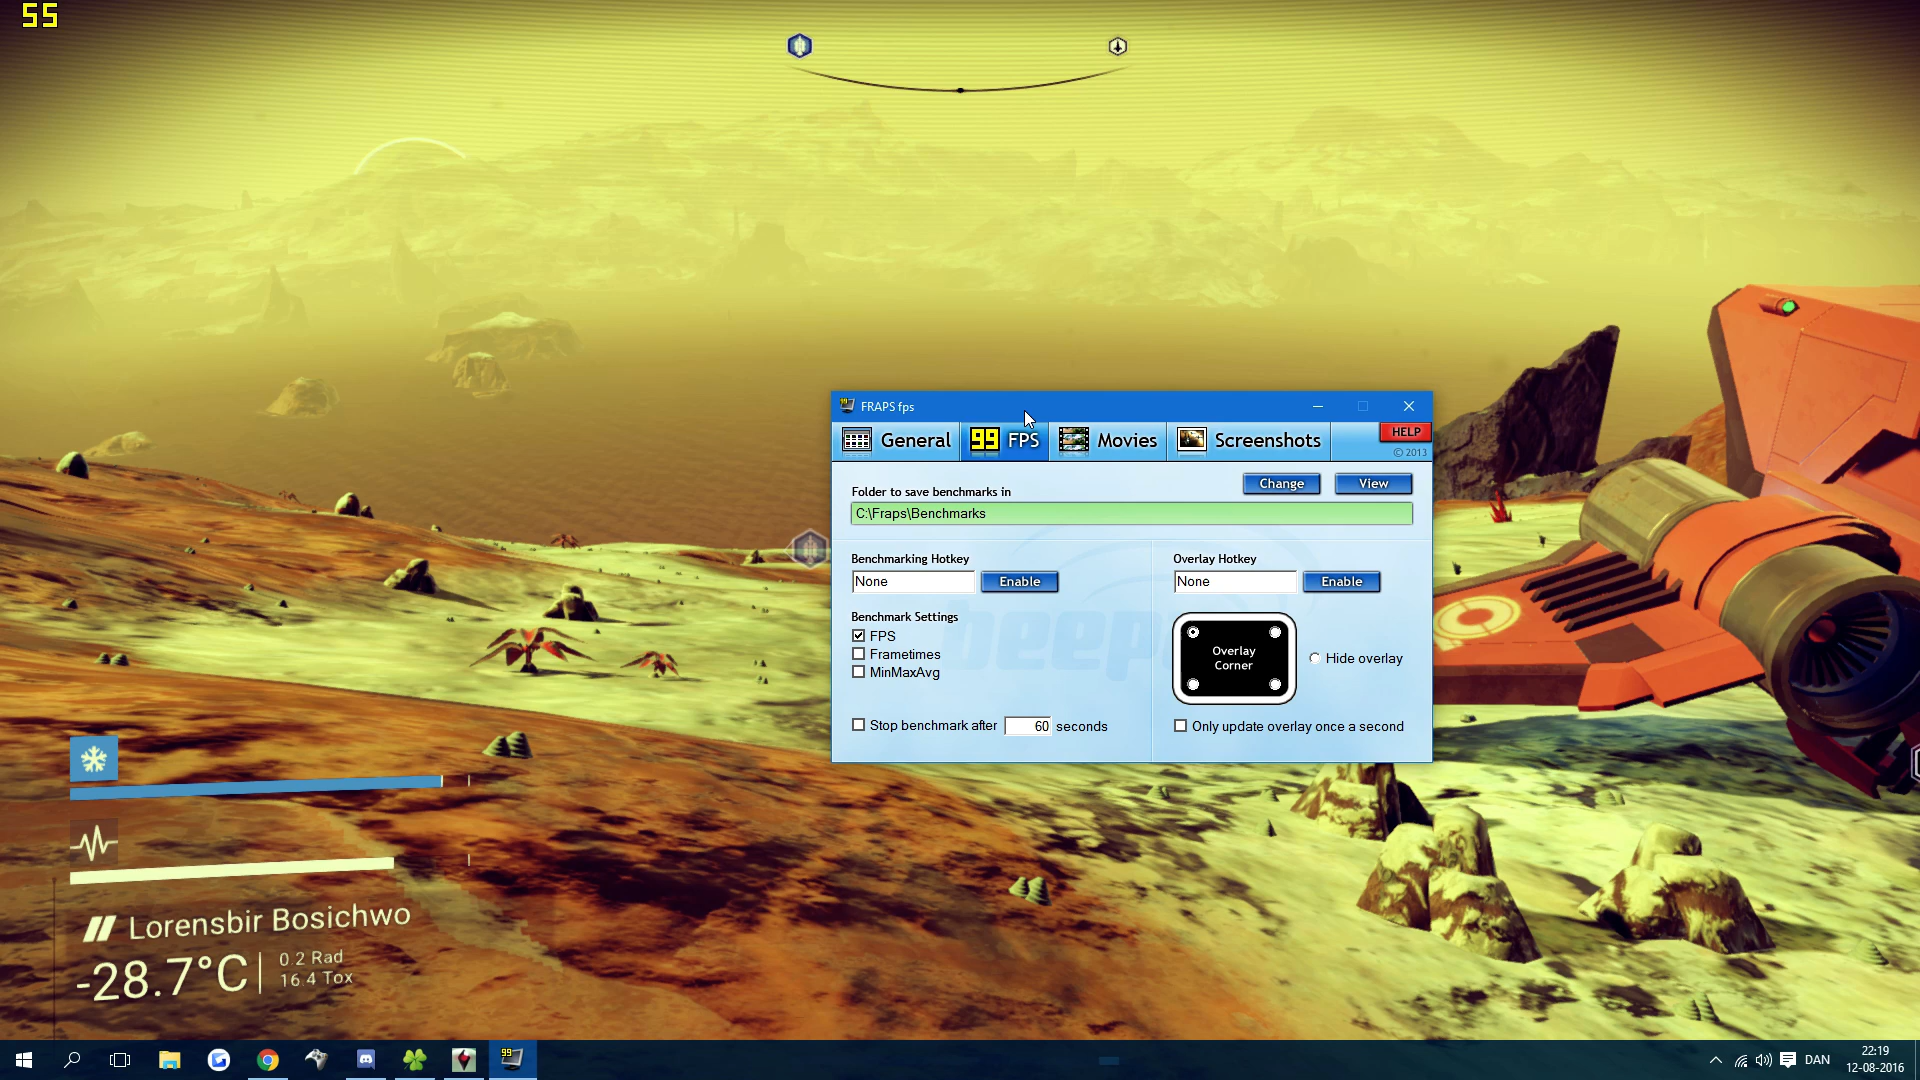 55
FRAPS fps
General
99 FPS
Movies
Screenshots
HELP
© 2013
Folder to save benchmarks in
Change
View
C:\Fraps\Benchmarks
Benchmarking Hotkey
None
Enable
Overlay Hotkey
None
Enable
Benchmark Settings
FPS
Frametimes
MinMaxAvg
Overlay
Corner
Hide overlay
Stop benchmark after 60 seconds
Only update overlay once a second
beepa
Lorensbir Bosichwo
-28.7°C
0.2 Rad
16.4 Tox
99
DAN
22:19
12-08-2016